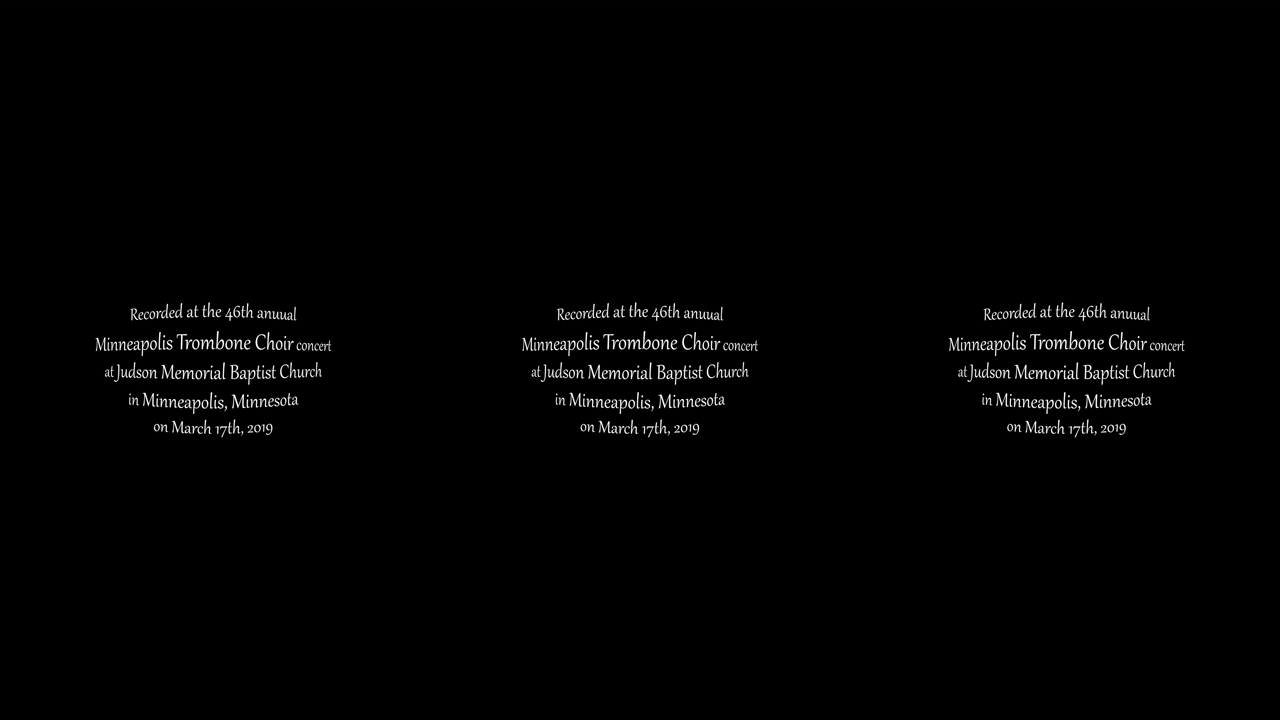 Recorded at the 46th anuual
Minneapolis Trombone Choir concert
at Judson Memorial Baptist Church
in Minneapolis, Minnesota
on March 17th, 2019
Recorded at the 46th anuual
Minneapolis Trombone Choir concert
at Judson Memorial Baptist Church
in Minneapolis, Minnesota
on March 17th, 2019
Recorded at the 46th anuual
Minneapolis Trombone Choir concert
at Judson Memorial Baptist Church
in Minneapolis, Minnesota
on March 17th, 2019